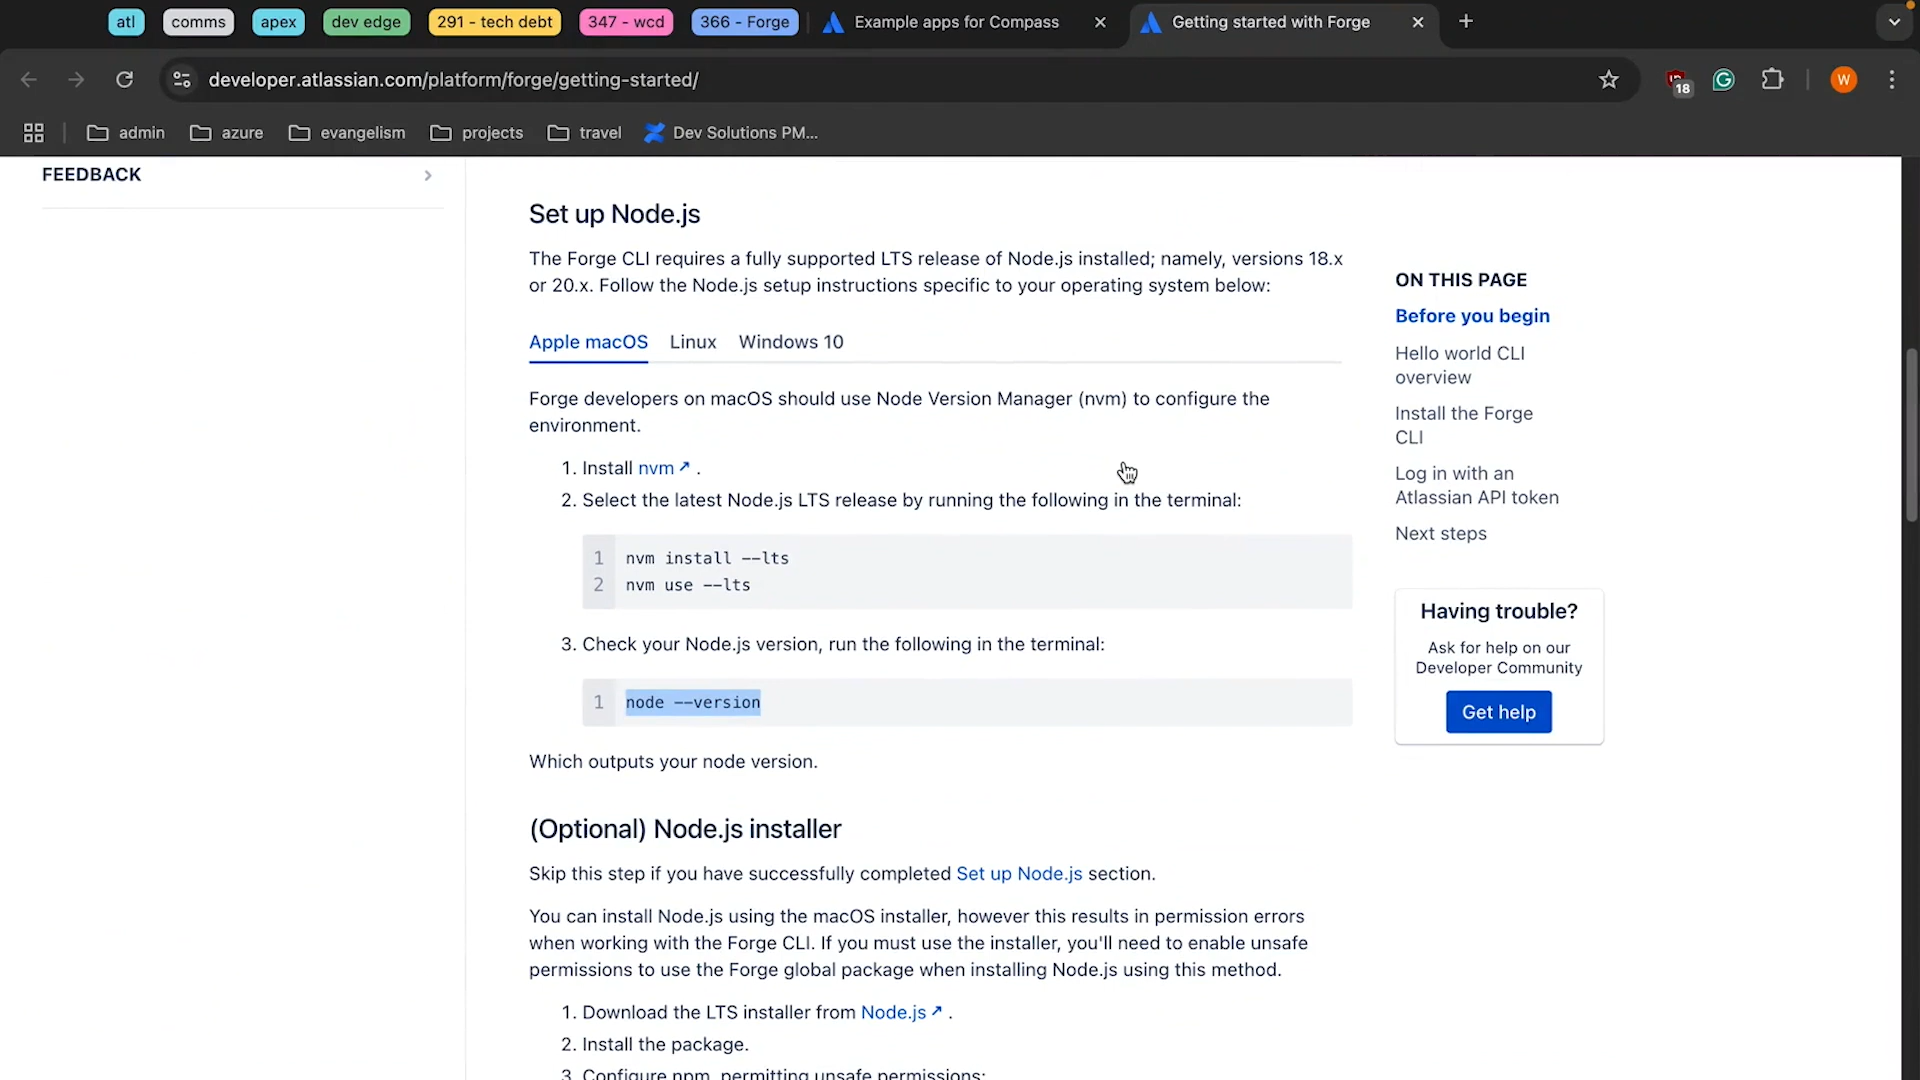 atl
comms
apex
dev edge
291 - tech debt
347 - wcd
366 - Forge
Example apps for Compass
Getting started with Forge
developer.atlassian.com/platform/forge/getting-started/
18
W
admin
azure
evangelism
projects
travel
Dev Solutions PM...
FEEDBACK
Set up Node.js
The Forge CLI requires a fully supported LTS release of Node.js installed; namely, versions 18.x
or 20.x. Follow the Node.js setup instructions specific to your operating system below:
Apple macOS
Linux
Windows 10
Forge developers on macOS should use Node Version Manager (nvm) to configure the
environment.
1. Install nvm ↗ .
2. Select the latest Node.js LTS release by running the following in the terminal:
1 nvm install --lts
2 nvm use --lts
3. Check your Node.js version, run the following in the terminal:
1 node --version
Which outputs your node version.
(Optional) Node.js installer
Skip this step if you have successfully completed Set up Node.js section.
You can install Node.js using the macOS installer, however this results in permission errors
when working with the Forge CLI. If you must use the installer, you'll need to enable unsafe
permissions to use the Forge global package when installing Node.js using this method.
1. Download the LTS installer from Node.js ↗ .
2. Install the package.
3. Configure npm, permitting unsafe permissions:
ON THIS PAGE
Before you begin
Hello world CLI
overview
Install the Forge
CLI
Log in with an
Atlassian API token
Next steps
Having trouble?
Ask for help on our
Developer Community
Get help